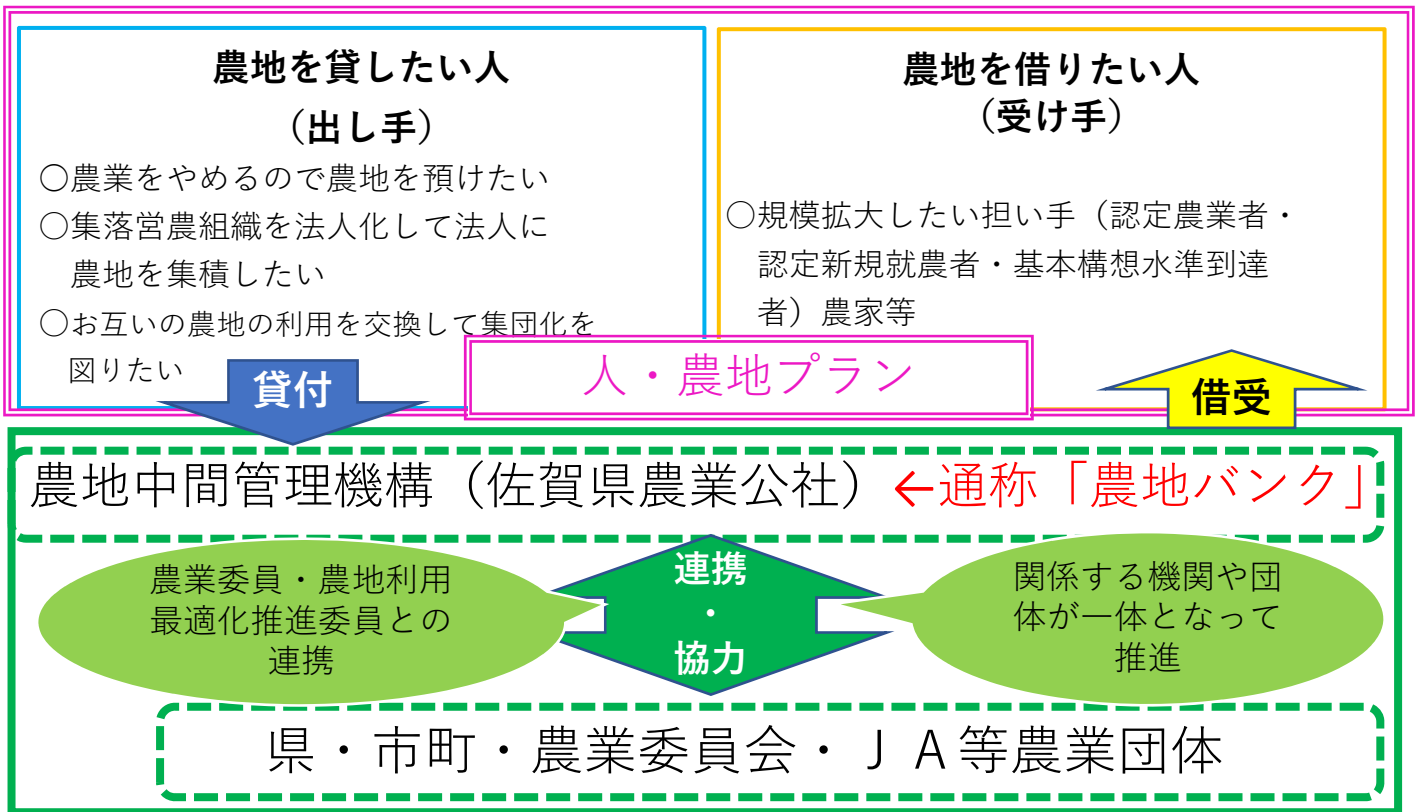 農地を貸したい人
（出し手）
○農業をやめるので農地を預けたい
○集落営農組織を法人化して法人に
農地を集積したい
○お互いの農地の利用を交換して集団化を
図りたい
農地を借りたい人
（受け手）
○規模拡大したい担い手（認定農業者・
認定新規就農者・基本構想水準到達
者）農家等
人・農地プラン
貸付
借受
農地中間管理機構（佐賀県農業公社）←通称「農地バンク」
農業委員・農地利用
最適化推進委員との
連携
連携
・
協力
関係する機関や団
体が一体となって
推進
県・市町・農業委員会・ＪＡ等農業団体